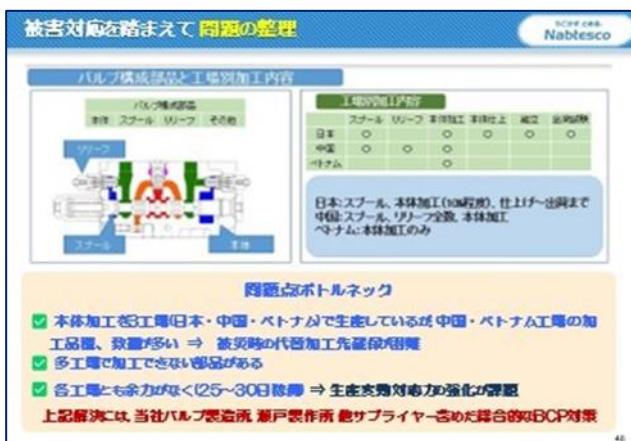 被害対応を踏まえて 問題の整理
うごかす、とめる。
Nabtesco
バルブ構成部品と工場別加工内容
バルブ構成部品
本体 スプール リリーフ その他
リリーフ
スプール
本体
工場別加工内容
スプール リリーフ 本体加工 本体仕上 組立 出荷試験
日本 ○ ○ ○ ○ ○
中国 ○ ○ ○
ベトナム ○
日本:スプール、本体加工(10%程度)、仕上げ～出荷まで
中国:スプール、リリーフ全数、本体加工
ベトナム:本体加工のみ
問題点ボトルネック
本体加工を3工場(日本・中国・ベトナム)で生産しているが、中国・ベトナム工場の加
工品種、数量が多い ⇒ 被災時の代替加工先確保が困難
多工場で加工できない部品がある
各工場とも余力がなく(25～30日稼働) ⇒ 生産変動対応力の強化が課題
上記解決には、当社バルブ製造所、瀬戸製作所、他サプライヤー含めた総合的なBCP対策